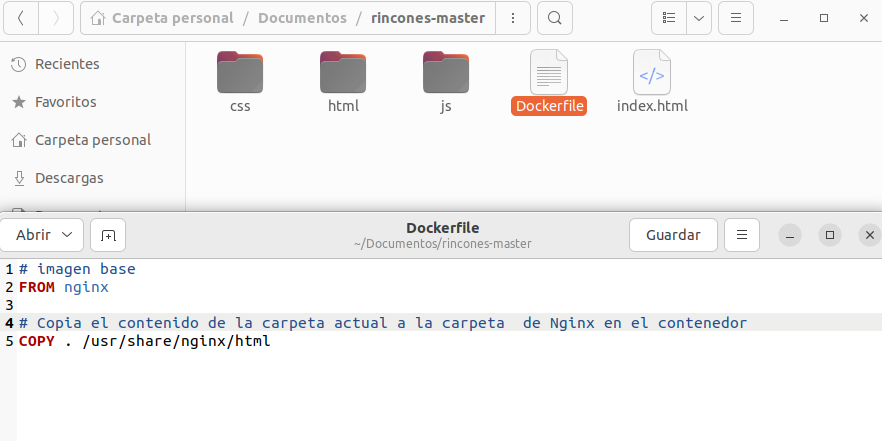 Carpeta personal / Documentos / rincones-master
Recientes
Favoritos
Carpeta personal
Descargas
css
html
js
Dockerfile
</>
index.html
Abrir
Dockerfile
~/Documentos/rincones-master
Guardar
1 # imagen base
2 FROM nginx
3
4 # Copia el contenido de la carpeta actual a la carpeta  de Nginx en el contenedor
5 COPY . /usr/share/nginx/html